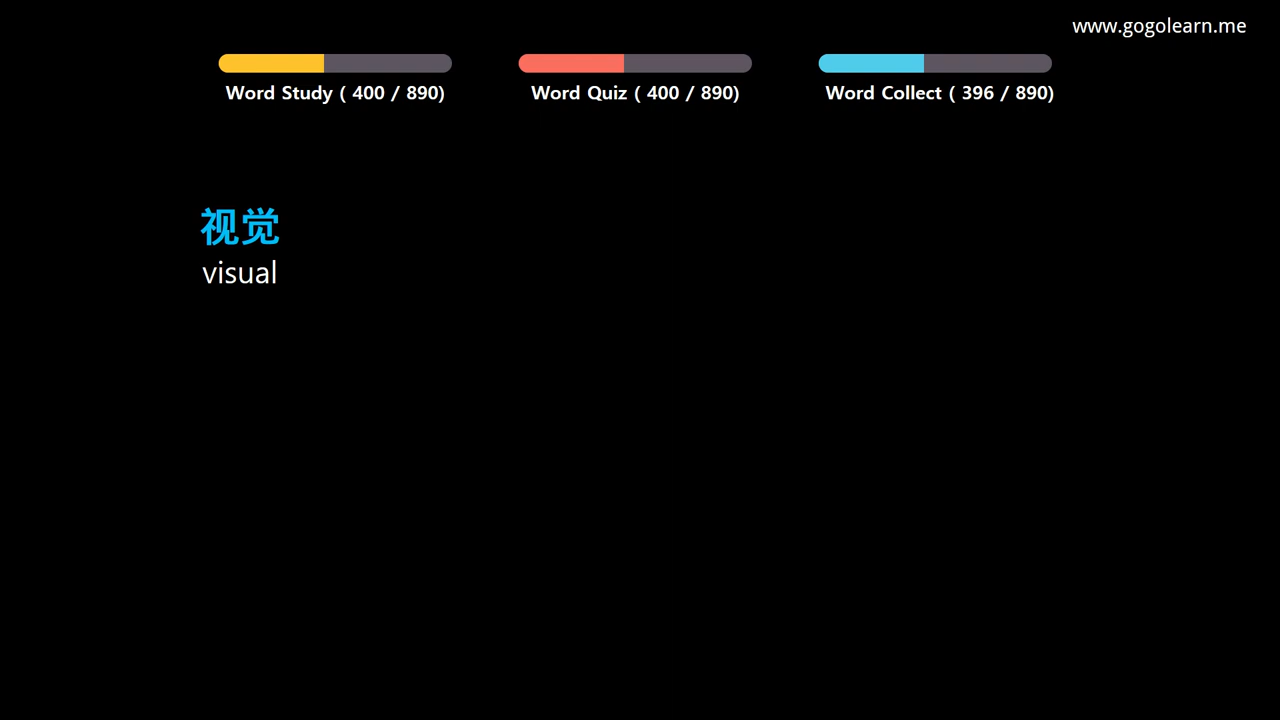 www.gogolearn.me
Word Study ( 400 / 890)
Word Quiz ( 400 / 890)
Word Collect ( 396 / 890)
视觉
visual